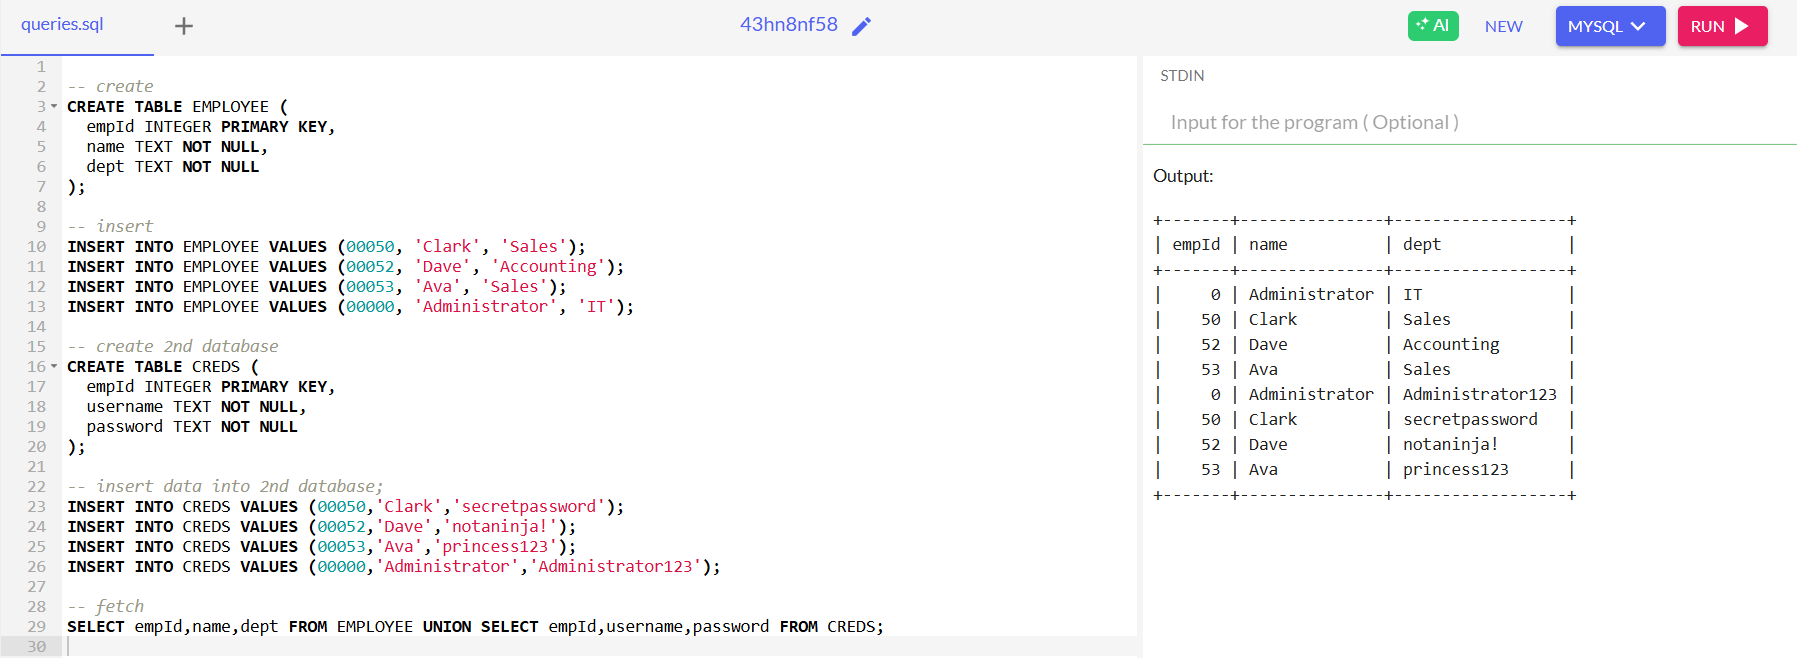 queries.sql + 43hn8nf58 AI NEW MYSQL RUN
1
2 -- create
3 CREATE TABLE EMPLOYEE (
4   empId INTEGER PRIMARY KEY,
5   name TEXT NOT NULL,
6   dept TEXT NOT NULL
7 );
8
9 -- insert
10 INSERT INTO EMPLOYEE VALUES (00050, 'Clark', 'Sales');
11 INSERT INTO EMPLOYEE VALUES (00052, 'Dave', 'Accounting');
12 INSERT INTO EMPLOYEE VALUES (00053, 'Ava', 'Sales');
13 INSERT INTO EMPLOYEE VALUES (00000, 'Administrator', 'IT');
14
15 -- create 2nd database
16 CREATE TABLE CREDS (
17   empId INTEGER PRIMARY KEY,
18   username TEXT NOT NULL,
19   password TEXT NOT NULL
20 );
21
22 -- insert data into 2nd database;
23 INSERT INTO CREDS VALUES (00050,'Clark','secretpassword');
24 INSERT INTO CREDS VALUES (00052,'Dave','notaninja!');
25 INSERT INTO CREDS VALUES (00053,'Ava','princess123');
26 INSERT INTO CREDS VALUES (00000,'Administrator','Administrator123');
27
28 -- fetch
29 SELECT empId,name,dept FROM EMPLOYEE UNION SELECT empId,username,password FROM CREDS;
30
STDIN
Input for the program ( Optional )
Output:
+-------+---------------+------------------+
| empId | name          | dept             |
+-------+---------------+------------------+
|     0 | Administrator | IT               |
|    50 | Clark         | Sales            |
|    52 | Dave          | Accounting       |
|    53 | Ava           | Sales            |
|     0 | Administrator | Administrator123 |
|    50 | Clark         | secretpassword   |
|    52 | Dave          | notaninja!       |
|    53 | Ava           | princess123      |
+-------+---------------+------------------+